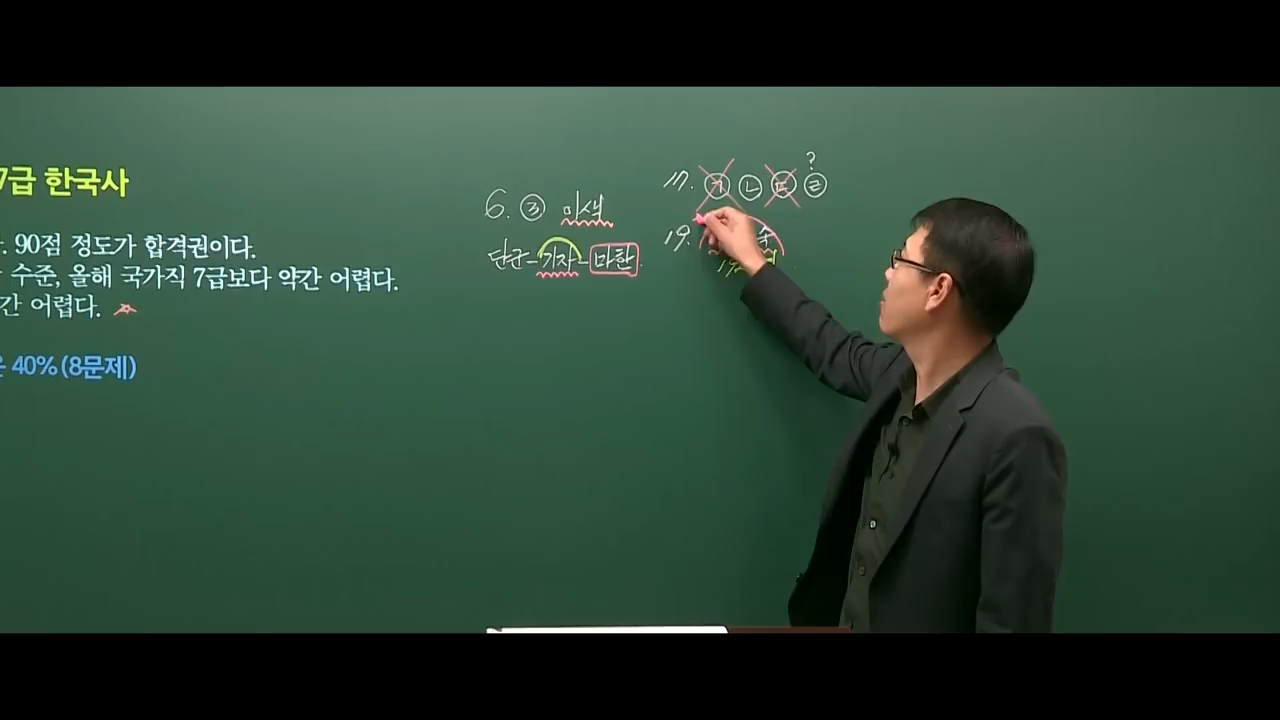 7급 한국사
. 90점 정도가 합격권이다.
수준, 올해 국가직 7급보다 약간 어렵다.
간 어렵다.
40% (8문제)
6. ③ 이색
단군-기자-마한.
17. ㉠ ㉡ ㉢ ㉣ ?
19.